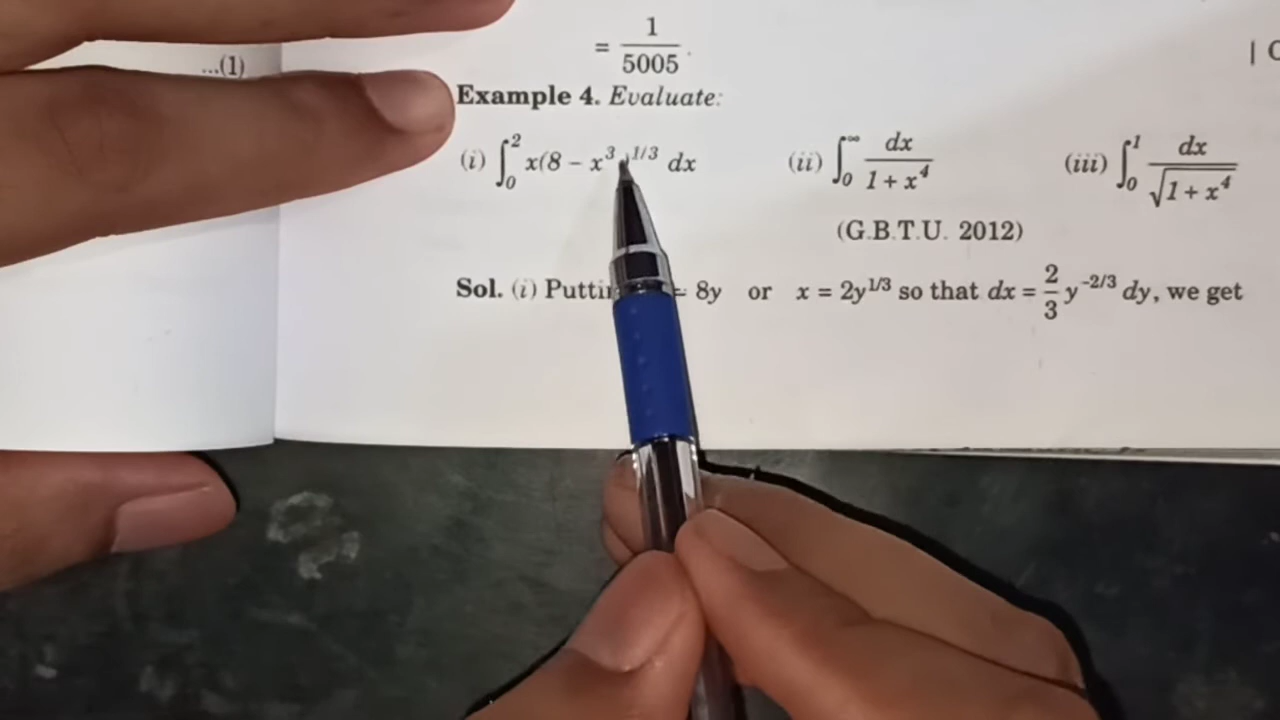 ...(1)
= 1/5005.
Example 4. Evaluate:
(i) ∫₀² x(8 – x³)^1/3 dx (ii) ∫₀^∞ dx/(1 + x⁴) (iii) ∫₀¹ dx/√(1 + x⁴)
(G.B.T.U. 2012)
Sol. (i) = 8y or x = 2y^1/3 so that dx = 2/3 y^-2/3 dy, we get